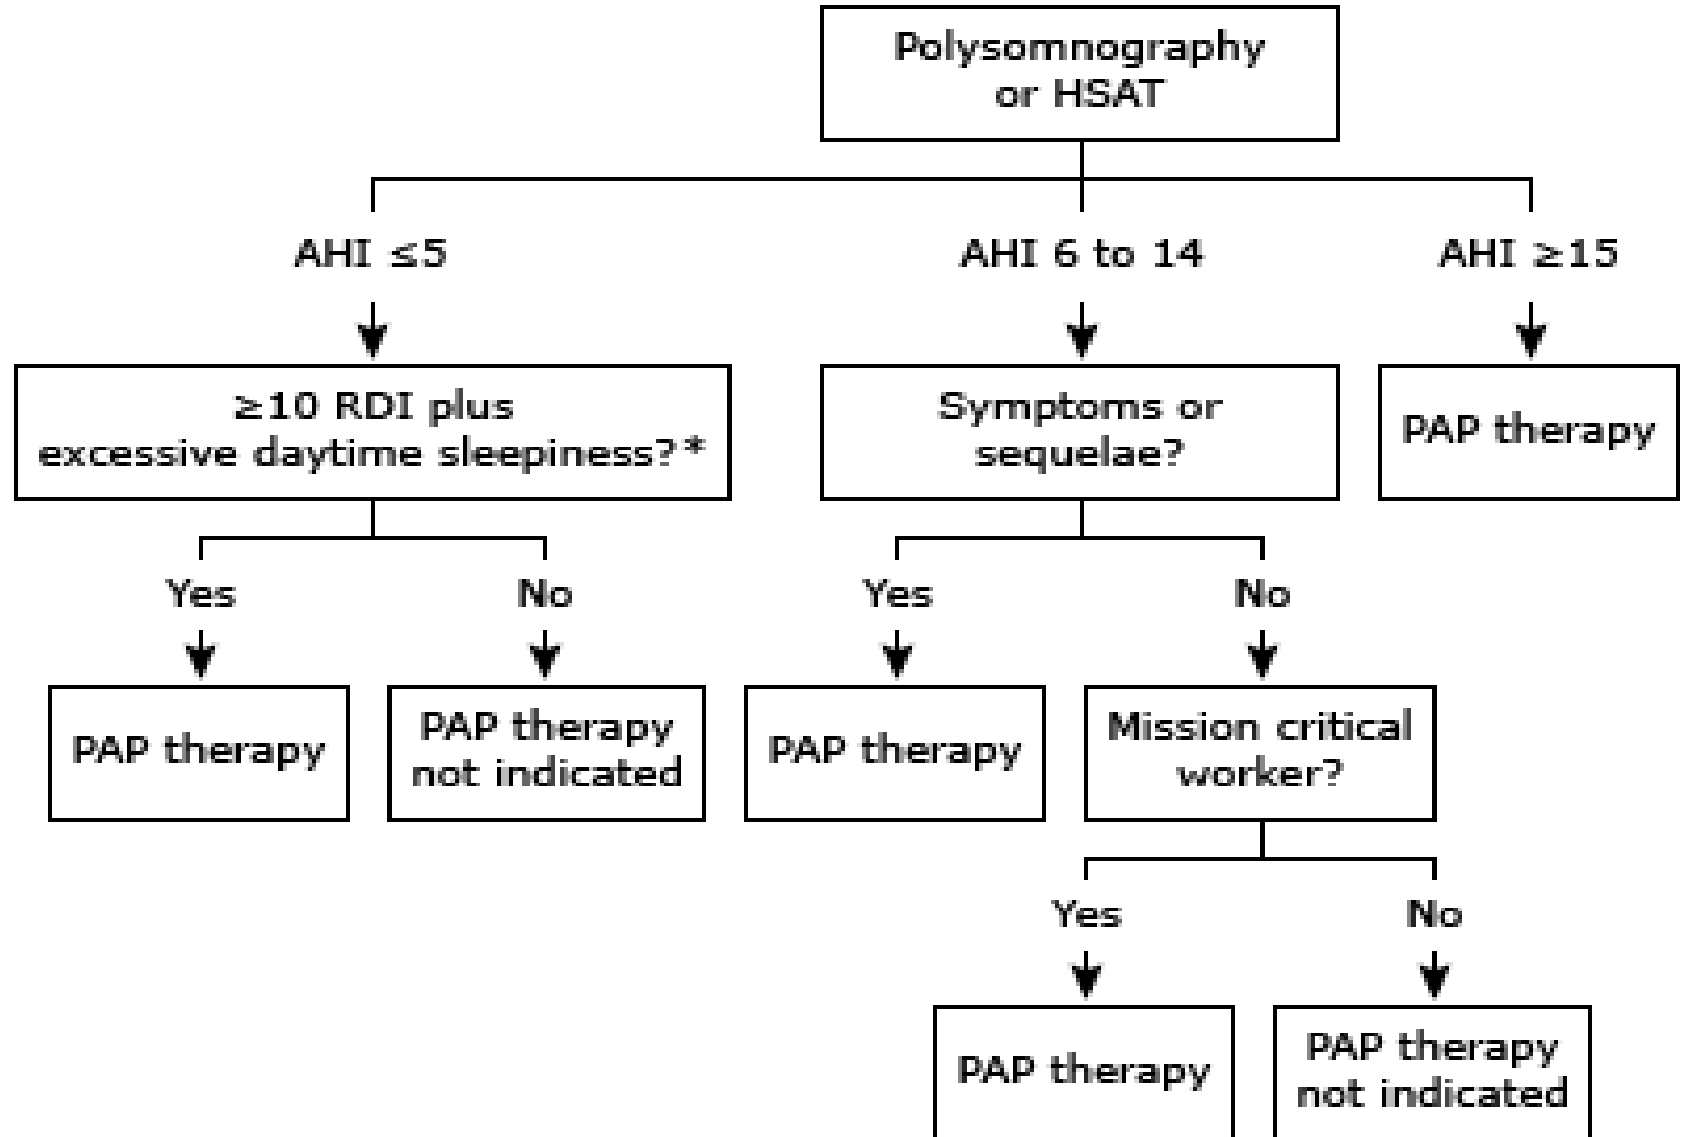 Polysomnography
or HSAT
AHI ≤5
AHI 6 to 14
AHI ≥15
≥10 RDI plus
excessive daytime sleepiness?*
Symptoms or
sequelae?
PAP therapy
Yes
No
Yes
No
PAP therapy
PAP therapy
not indicated
PAP therapy
Mission critical
worker?
Yes
No
PAP therapy
PAP therapy
not indicated